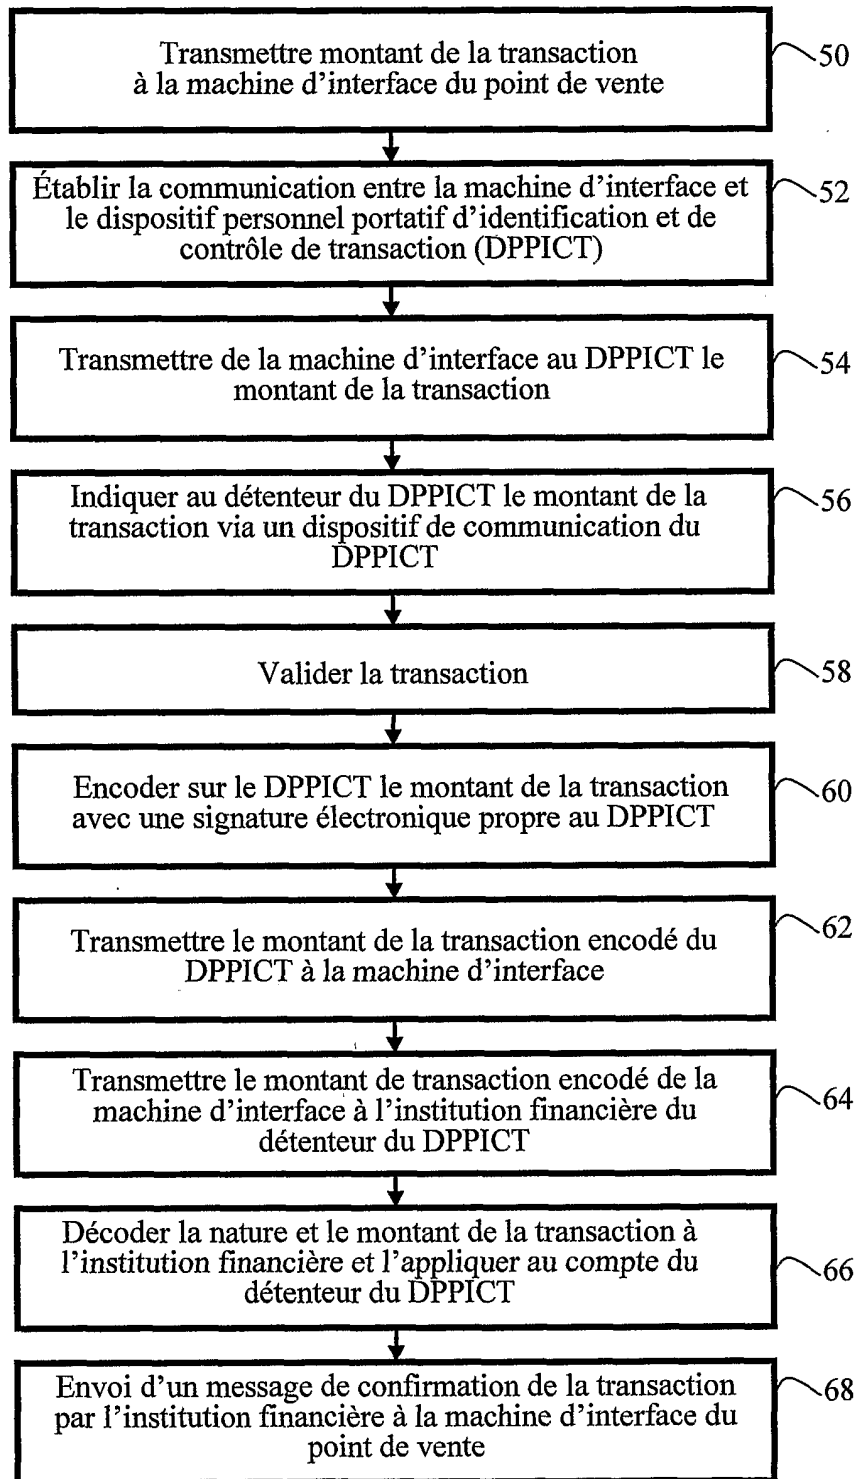 Transmettre montant de la transaction
à la machine d'interface du point de vente
50
Établir la communication entre la machine d'interface et
le dispositif personnel portatif d'identification et de
contrôle de transaction (DPPICT)
52
Transmettre de la machine d'interface au DPPICT le
montant de la transaction
54
Indiquer au détenteur du DPPICT le montant de la
transaction via un dispositif de communication du
DPPICT
56
Valider la transaction
58
Encoder sur le DPPICT le montant de la transaction
avec une signature électronique propre au DPPICT
60
Transmettre le montant de la transaction encodé du
DPPICT à la machine d'interface
62
Transmettre le montant de transaction encodé de la
machine d'interface à l'institution financière du
détenteur du DPPICT
64
Décoder la nature et le montant de la transaction à
l'institution financière et l'appliquer au compte du
détenteur du DPPICT
66
Envoi d'un message de confirmation de la transaction
par l'institution financière à la machine d'interface du
point de vente
68